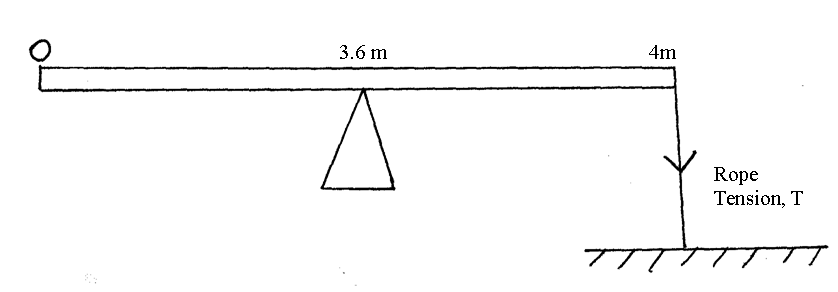 O
3.6 m
4m
Rope
Tension, T